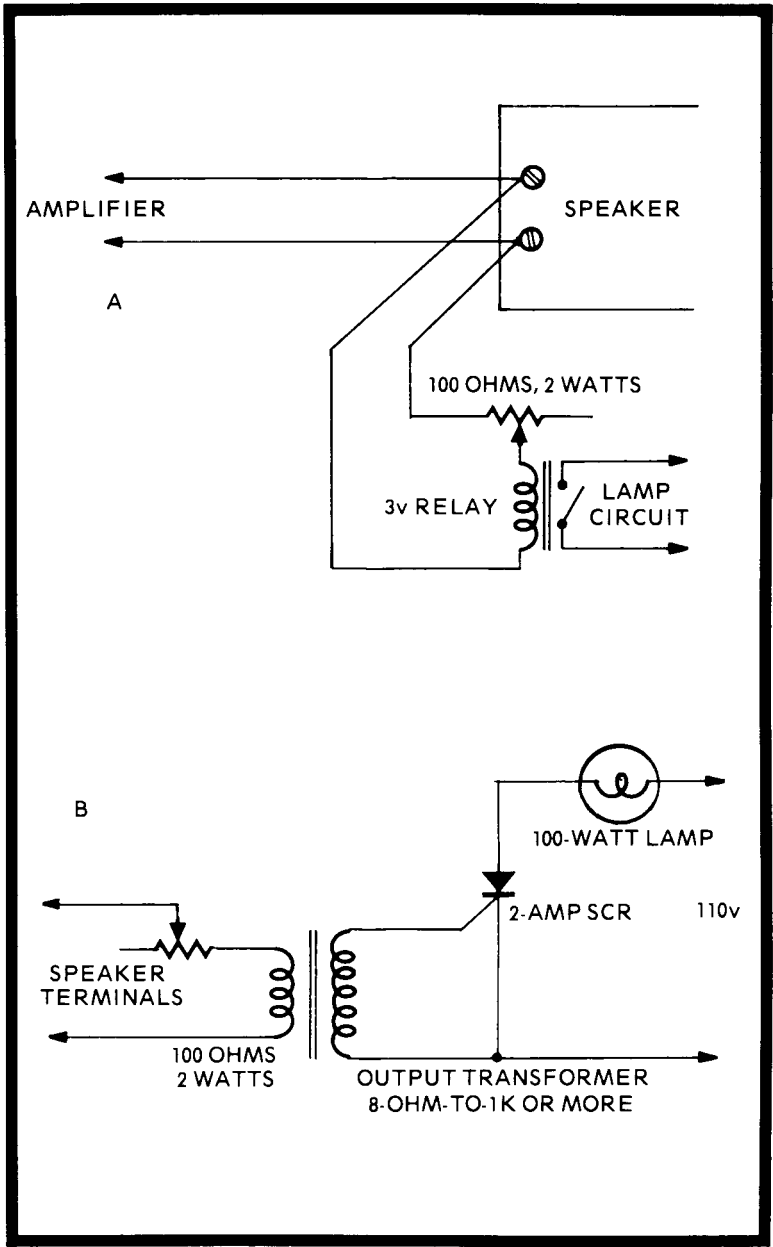 AMPLIFIER
SPEAKER
A
100 OHMS, 2 WATTS
3v RELAY
LAMP
CIRCUIT
B
100-WATT LAMP
2-AMP SCR
110v
SPEAKER
TERMINALS
100 OHMS
2 WATTS
OUTPUT TRANSFORMER
8-OHM-TO-1K OR MORE